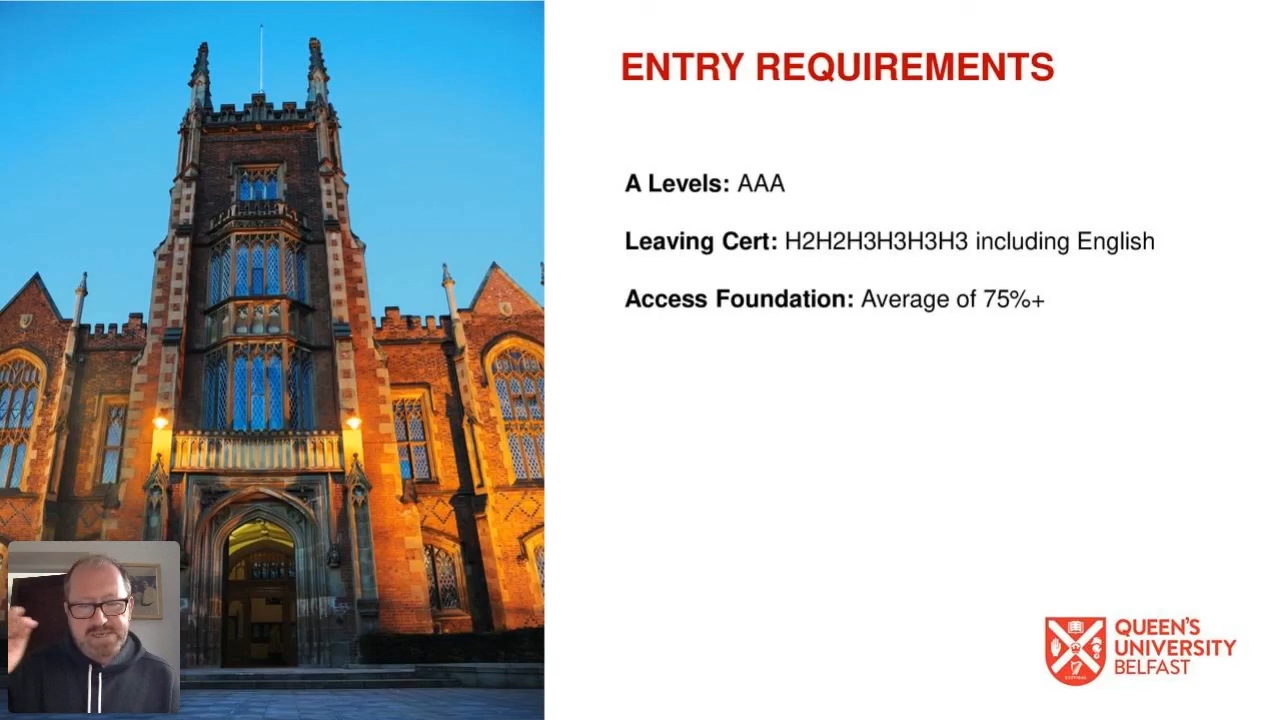 ENTRY REQUIREMENTS
A Levels: AAA
Leaving Cert: H2H2H3H3H3H3 including English
Access Foundation: Average of 75%+
QUEEN'S
UNIVERSITY
BELFAST